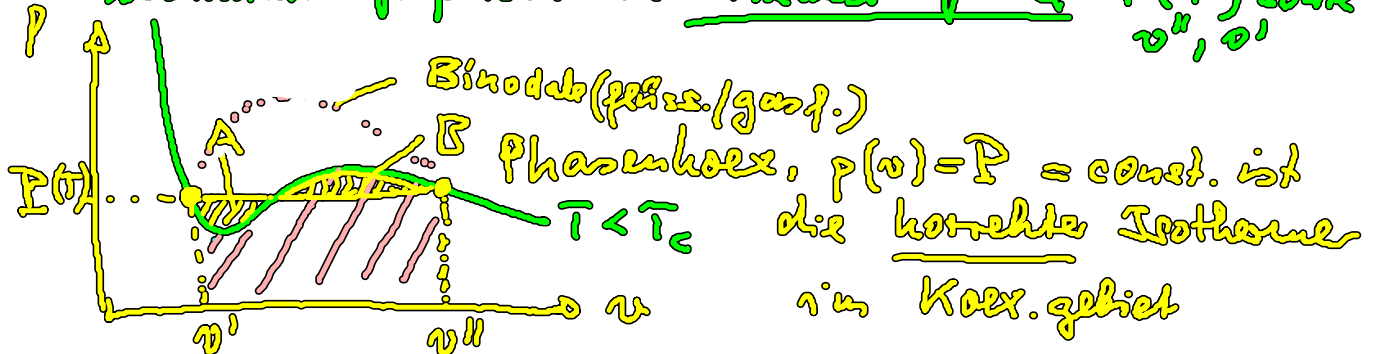 v'', v'
p
Binodale (flüss./gasf.)
A
B
Phasenkoex, p(v) = P = const. ist
P(T)
T < Tc
die korrekte Isotherme
im Koex.gebiet
v
v' v''